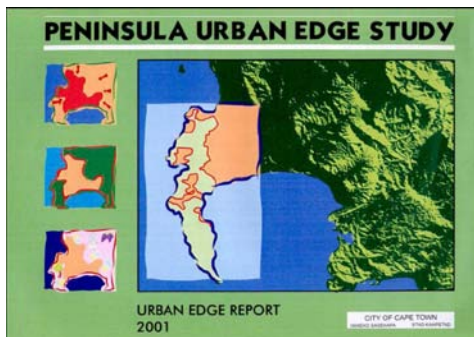 PENINSULA URBAN EDGE STUDY
URBAN EDGE REPORT
2001
CITY OF CAPE TOWN